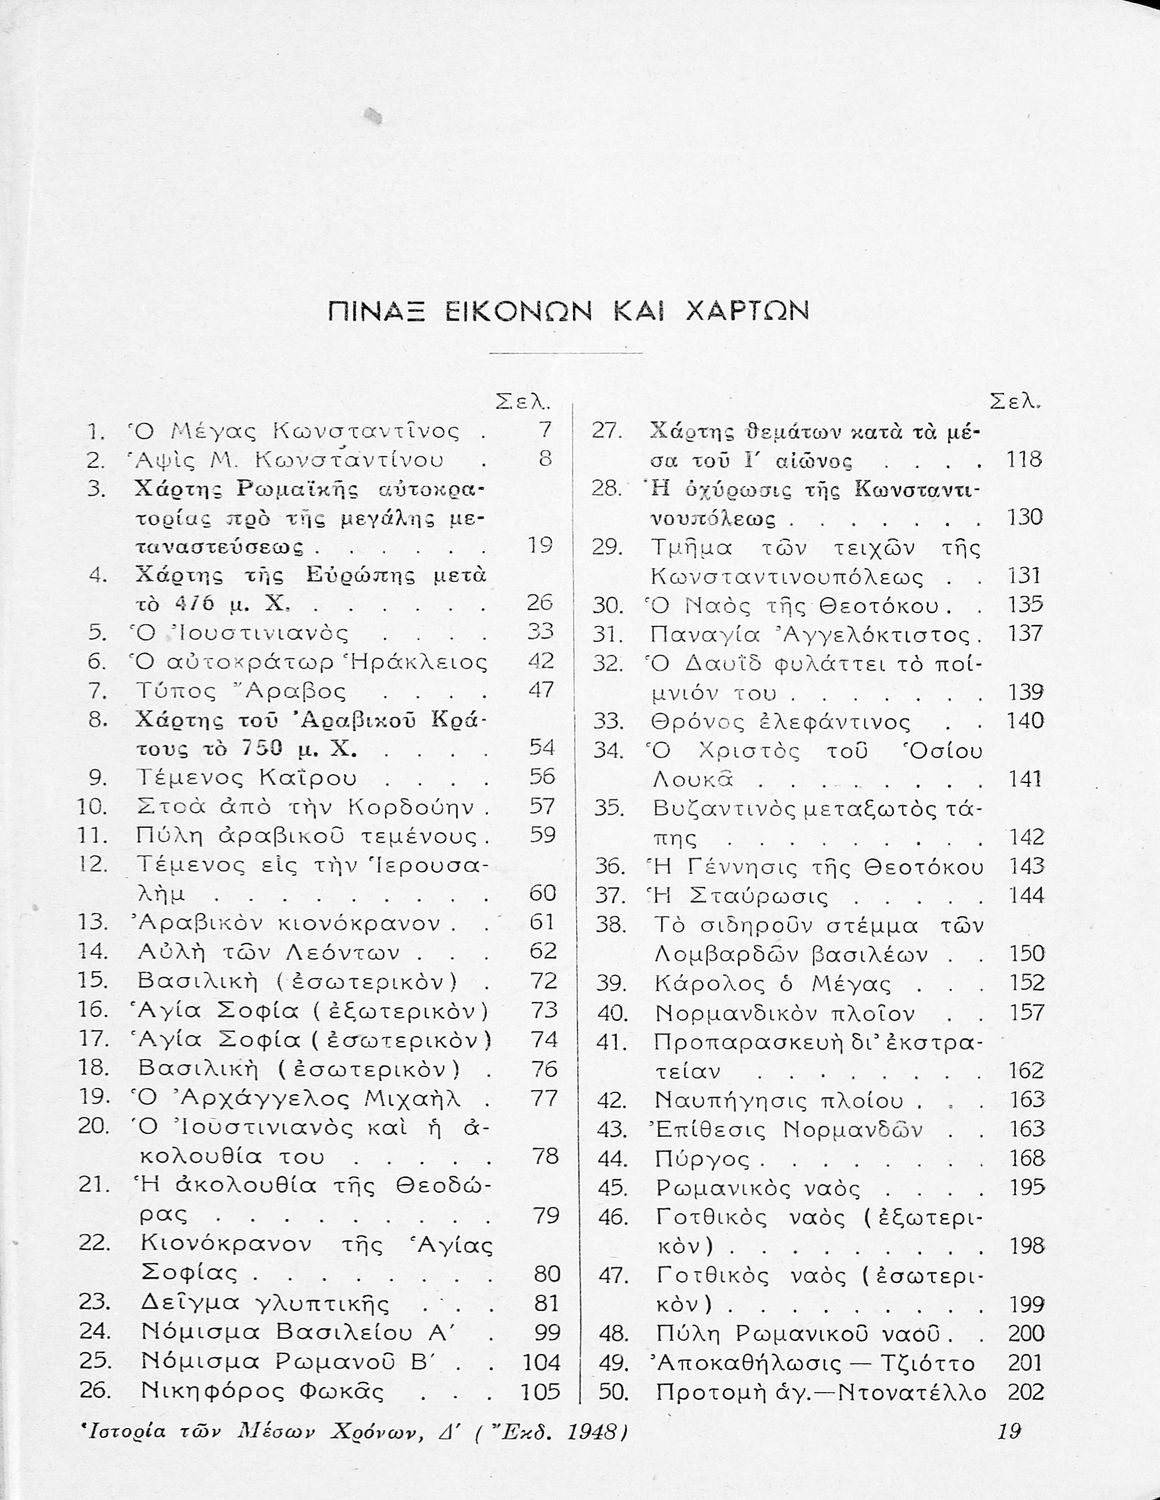 ΠΙΝΑΞ ΕΙΚΟΝΩΝ ΚΑΙ ΧΑΡΤΩΝ
Σελ.
1. Ὁ Μέγας Κωνσταντῖνος . 7
2. Ἁψὶς Μ. Κωνσταντίνου . 8
3. Χάρτης Ρωμαϊκῆς αὐτοκρα-
τορίας πρὸ τῆς μεγάλης με-
ταναστεύσεως . . . . . . 19
4. Χάρτης τῆς Εὐρώπης μετὰ
τὸ 476 μ. Χ. . . . . . . 26
5. Ὁ Ἰουστινιανὸς . . . . 33
6. Ὁ αὐτοκράτωρ Ἡράκλειος 42
7. Τύπος Ἄραβος . . . . 47
8. Χάρτης τοῦ Ἀραβικοῦ Κρά-
τους τὸ 750 μ. Χ. . . . . 54
9. Τέμενος Καΐρου . . . . 56
10. Στοὰ ἀπὸ τὴν Κορδούην . 57
11. Πύλη ἀραβικοῦ τεμένους . 59
12. Τέμενος εἰς τὴν Ἱερουσα-
λὴμ . . . . . . . . . 60
13. Ἀραβικὸν κιονόκρανον . . 61
14. Αὐλὴ τῶν Λεόντων . . . 62
15. Βασιλικὴ (ἐσωτερικὸν) . 72
16. Ἁγία Σοφία (ἐξωτερικὸν) 73
17. Ἁγία Σοφία (ἐσωτερικὸν) 74
18. Βασιλικὴ (ἐσωτερικὸν) . 76
19. Ὁ Ἀρχάγγελος Μιχαὴλ . 77
20. Ὁ Ἰουστινιανὸς καὶ ἡ ἀ-
κολουθία του . . . . . 78
21. Ἡ ἀκολουθία τῆς Θεοδώ-
ρας . . . . . . . . . 79
22. Κιονόκρανον τῆς Ἁγίας
Σοφίας . . . . . . . . 80
23. Δεῖγμα γλυπτικῆς . . . 81
24. Νόμισμα Βασιλείου Α′ . 99
25. Νόμισμα Ρωμανοῦ Β′ . . 104
26. Νικηφόρος Φωκᾶς . . . 105
Σελ.
27. Χάρτης θεμάτων κατὰ τὰ μέ-
σα τοῦ Ι′ αἰῶνος . . . . 118
28. Ἡ ὀχύρωσις τῆς Κωνσταντι-
νουπόλεως . . . . . . . 130
29. Τμῆμα τῶν τειχῶν τῆς
Κωνσταντινουπόλεως . . 131
30. Ὁ Ναὸς τῆς Θεοτόκου . . 135
31. Παναγία Ἀγγελόκτιστος . 137
32. Ὁ Δαυῒδ φυλάττει τὸ ποί-
μνιόν του . . . . . . . 139
33. Θρόνος ἐλεφάντινος . . 140
34. Ὁ Χριστὸς τοῦ Ὁσίου
Λουκᾶ . . . . . . . . 141
35. Βυζαντινὸς μεταξωτὸς τά-
πης . . . . . . . . . 142
36. Ἡ Γέννησις τῆς Θεοτόκου 143
37. Ἡ Σταύρωσις . . . . . 144
38. Τὸ σιδηροῦν στέμμα τῶν
Λομβαρδῶν βασιλέων . . 150
39. Κάρολος ὁ Μέγας . . . 152
40. Νορμανδικὸν πλοῖον . . 157
41. Προπαρασκευὴ δι' ἐκστρα-
τείαν . . . . . . . . 162
42. Ναυπήγησις πλοίου . . . 163
43. Ἐπίθεσις Νορμανδῶν . . 163
44. Πύργος . . . . . . . . 168
45. Ρωμανικὸς ναὸς . . . . 195
46. Γοτθικὸς ναὸς (ἐξωτερι-
κὸν) . . . . . . . . . 198
47. Γοτθικὸς ναὸς (ἐσωτερι-
κὸν) . . . . . . . . . 199
48. Πύλη Ρωμανικοῦ ναοῦ . . 200
49. Ἀποκαθήλωσις — Τζιόττο 201
50. Προτομὴ ἁγ.—Ντονατέλλο 202
Ἱστορία τῶν Μέσων Χρόνων, Δ′ (Ἔκδ. 1948) 19